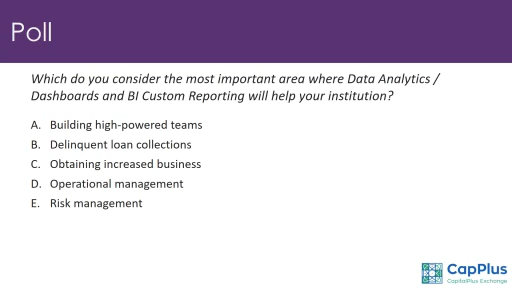 Poll
Which do you consider the most important area where Data Analytics /
Dashboards and BI Custom Reporting will help your institution?
A. Building high-powered teams
B. Delinquent loan collections
C. Obtaining increased business
D. Operational management
E. Risk management
CapPlus
CapitalPlus Exchange